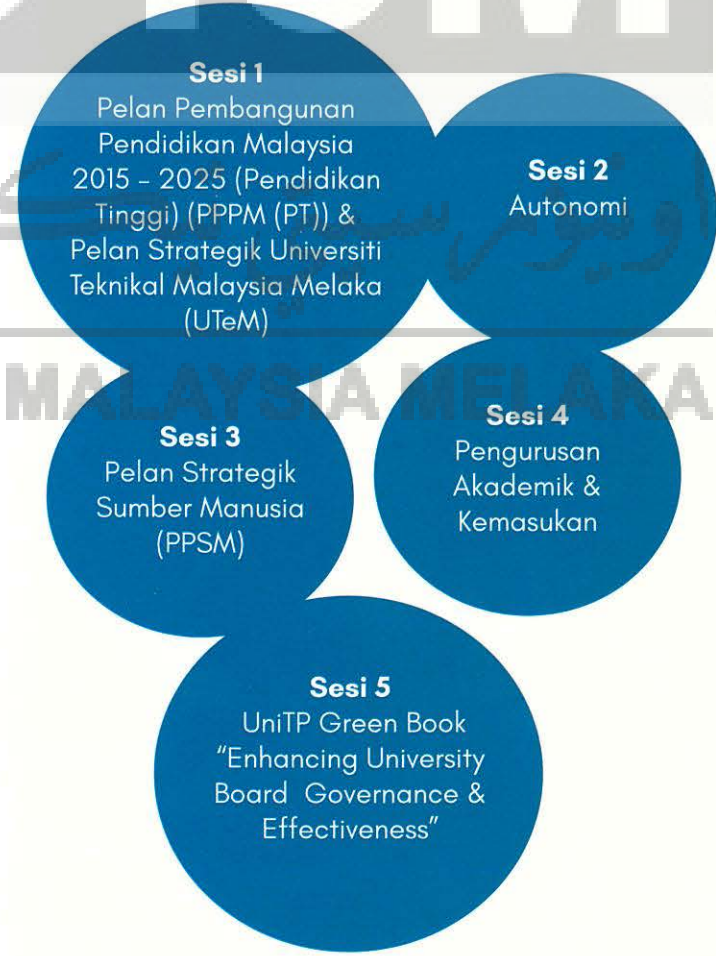 Sesi 1
Pelan Pembangunan
Pendidikan Malaysia
2015 – 2025 (Pendidikan
Tinggi) (PPPM (PT)) &
Pelan Strategik Universiti
Teknikal Malaysia Melaka
(UTeM)
Sesi 2
Autonomi
Sesi 3
Pelan Strategik
Sumber Manusia
(PPSM)
Sesi 4
Pengurusan
Akademik &
Kemasukan
Sesi 5
UniTP Green Book
"Enhancing University
Board Governance &
Effectiveness"
MALAYSIA MELAKA